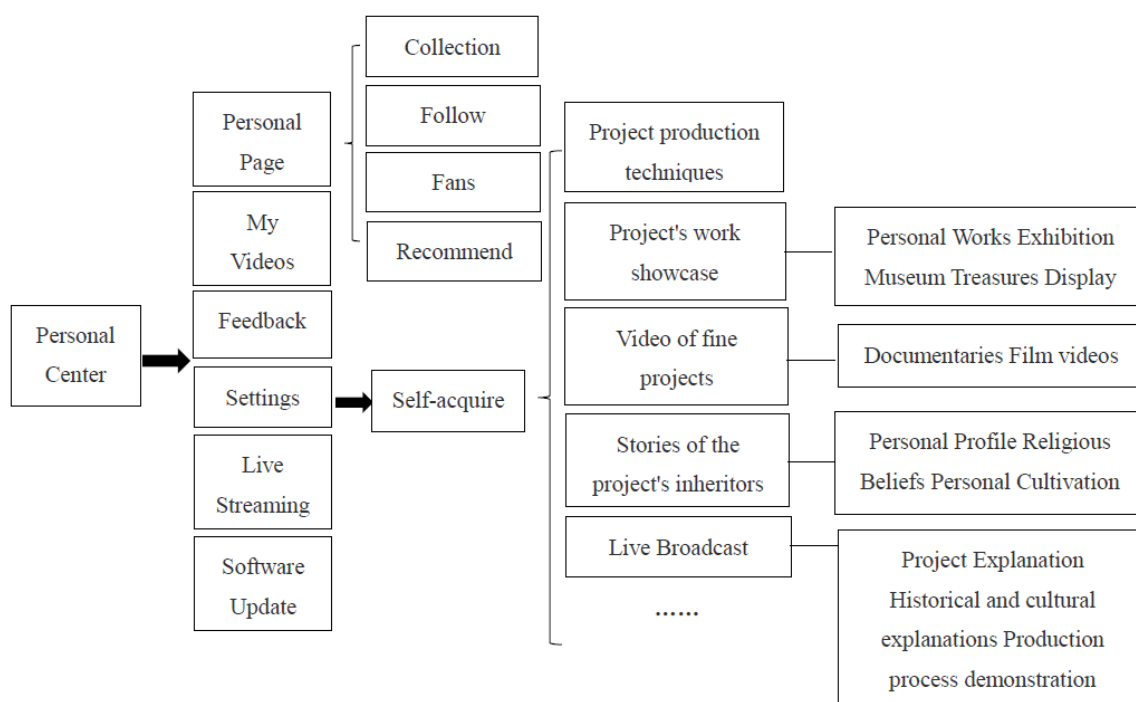 Personal
Center
Personal
Page
My
Videos
Feedback
Settings
Live
Streaming
Software
Update
Collection
Follow
Fans
Recommend
Self-acquire
Project production
techniques
Project's work
showcase
Video of fine
projects
Stories of the
project's inheritors
Live Broadcast
......
Personal Works Exhibition
Museum Treasures Display
Documentaries Film videos
Personal Profile Religious
Beliefs Personal Cultivation
Project Explanation
Historical and cultural
explanations Production
process demonstration